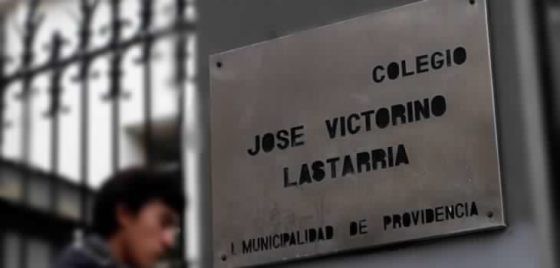 COLEGIO
JOSE VICTORINO
LASTARRIA
I. MUNICIPALIDAD DE PROVIDENCIA